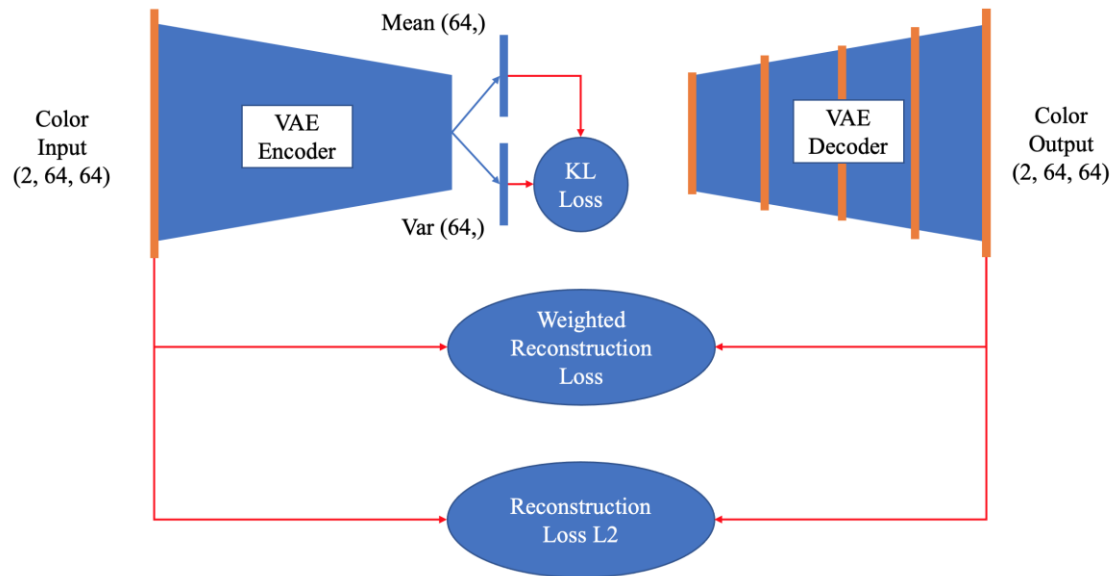 Mean (64,)
Color
Input
(2, 64, 64)
VAE
Encoder
KL
Loss
Var (64,)
VAE
Decoder
Color
Output
(2, 64, 64)
Weighted
Reconstruction
Loss
Reconstruction
Loss L2